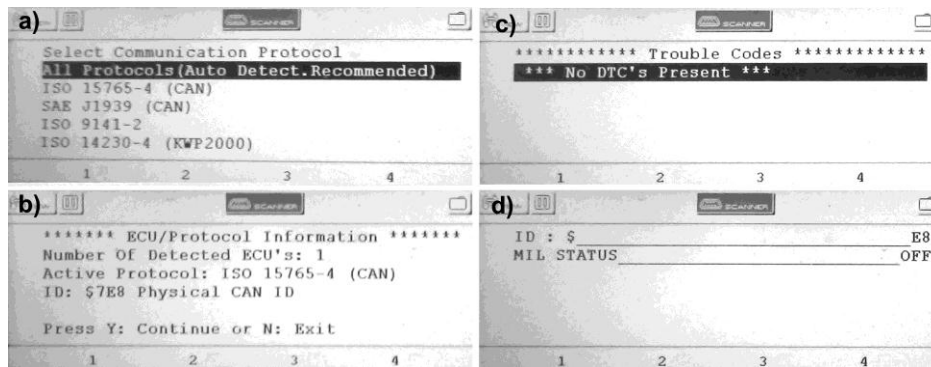 a)
SCANNER
Select Communication Protocol
All Protocols(Auto Detect.Recommended)
ISO 15765-4 (CAN)
SAE J1939 (CAN)
ISO 9141-2
ISO 14230-4 (KWP2000)
1 2 3 4
b)
SCANNER
******* ECU/Protocol Information *******
Number Of Detected ECU's: 1
Active Protocol: ISO 15765-4 (CAN)
ID: $7E8 Physical CAN ID
Press Y: Continue or N: Exit
1 2 3 4
c)
SCANNER
************ Trouble Codes *************
*** No DTC's Present ***
1 2 3 4
d)
SCANNER
ID : $ E8
MIL STATUS OFF
1 2 3 4